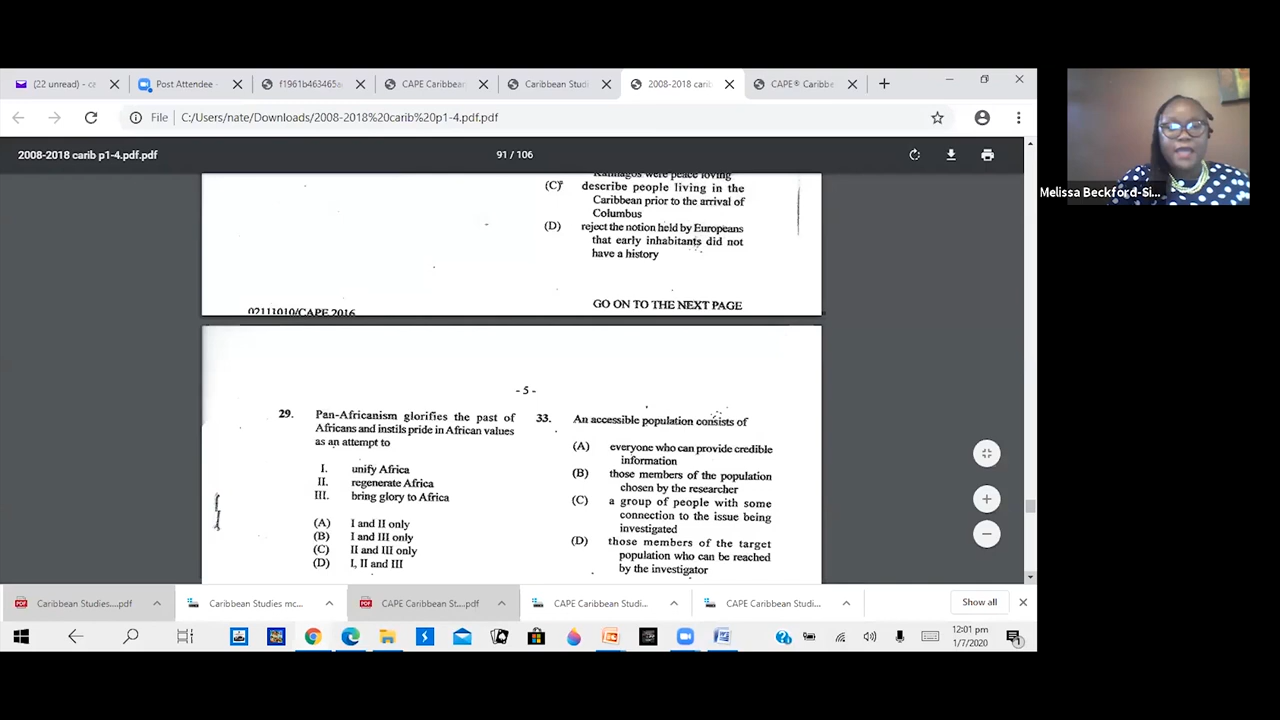 (22 unread) - ca
Post Attendee -
f1961b463465a
CAPE Caribbean
Caribbean Studi
2008-2018 carib
CAPE® Caribbe
File
C:/Users/nate/Downloads/2008-2018%20carib%20p1-4.pdf.pdf
2008-2018 carib p1-4.pdf.pdf
91 / 106
Kalinagos were peace loving
(C) describe people living in the
Caribbean prior to the arrival of
Columbus
(D) reject the notion held by Europeans
that early inhabitants did not
have a history
GO ON TO THE NEXT PAGE
02111010/CAPE 2016
- 5 -
29. Pan-Africanism glorifies the past of
Africans and instils pride in African values
as an attempt to
I. unify Africa
II. regenerate Africa
III. bring glory to Africa
(A) I and II only
(B) I and III only
(C) II and III only
(D) I, II and III
33. An accessible population consists of
(A) everyone who can provide credible
information
(B) those members of the population
chosen by the researcher
(C) a group of people with some
connection to the issue being
investigated
(D) those members of the target
population who can be reached
by the investigator
Caribbean Studies....pdf
Caribbean Studies mc...
CAPE Caribbean St....pdf
CAPE Caribbean Studi...
CAPE Caribbean Studi...
Show all
12:01 pm
1/7/2020
Melissa Beckford-Si...